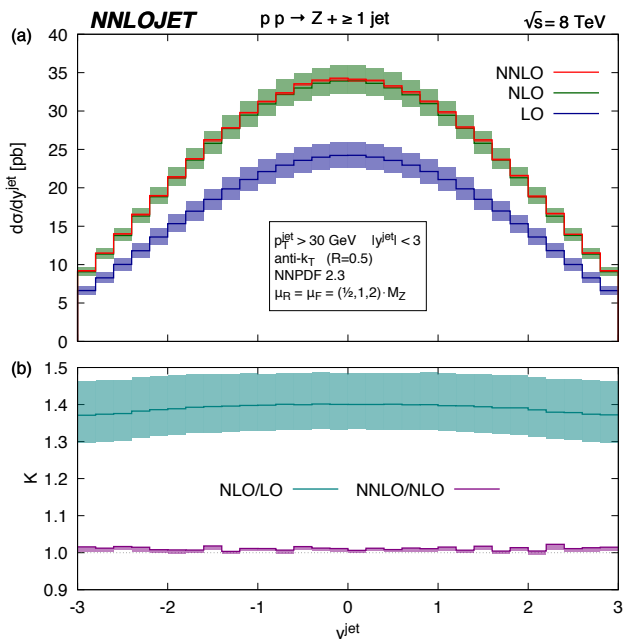 NNLOJET p p → Z + ≥ 1 jet √s = 8 TeV
(a)
40
35
30
25
20
15
10
5
0
dσ/dy^jet [pb]
NNLO
NLO
LO
p_T^jet > 30 GeV |y^jet| < 3
anti-k_T (R=0.5)
NNPDF 2.3
μ_R = μ_F = (½,1,2) · M_Z
(b)
1.5
1.4
1.3
1.2
1.1
1.0
0.9
K
NLO/LO NNLO/NLO
-3 -2 -1 0 1 2 3
y^jet